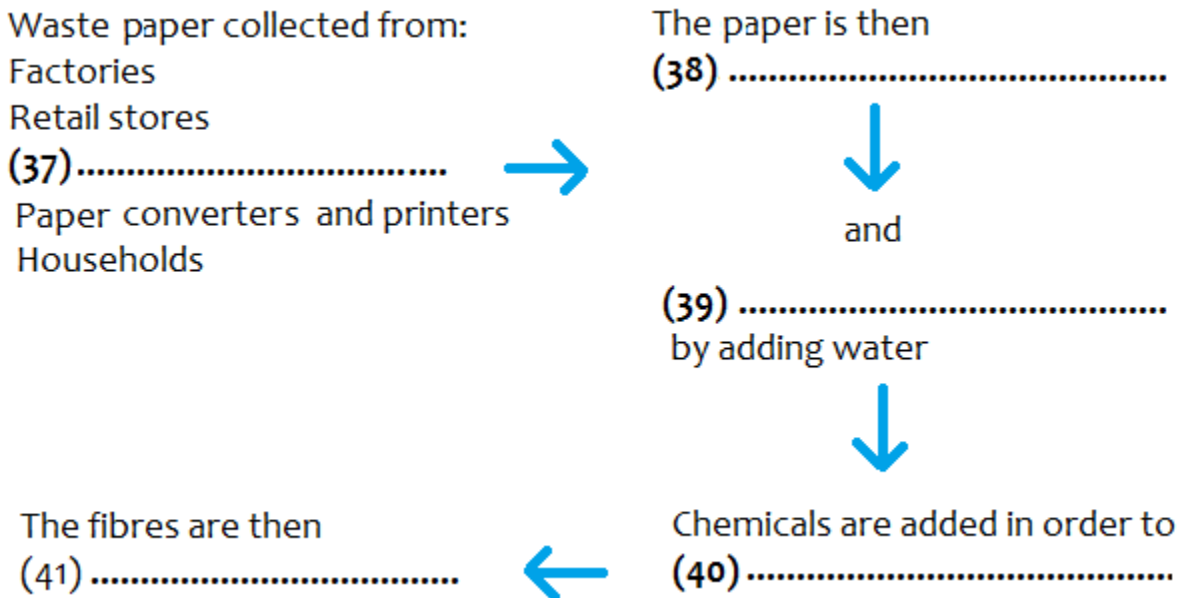 Waste paper collected from:
Factories
Retail stores
(37)......................................
Paper converters and printers
Households
The paper is then
(38) ............................................
and
(39) ...........................................
by adding water
Chemicals are added in order to
(40)...........................................
The fibres are then
(41) .....................................